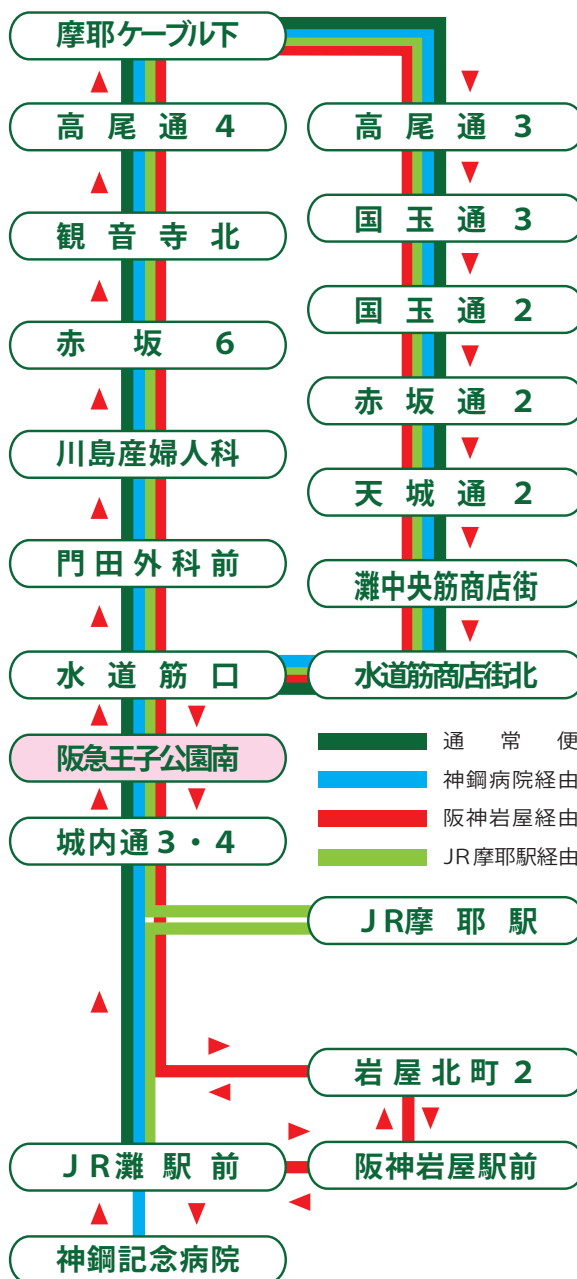 摩耶ケーブル下
高尾通4
高尾通3
観音寺北
国玉通3
赤坂6
国玉通2
川島産婦人科
赤坂通2
門田外科前
天城通2
灘中央筋商店街
水道筋口
水道筋商店街北
阪急王子公園南
城内通3・4
通常便
神鋼病院経由
阪神岩屋経由
JR摩耶駅経由
JR摩耶駅
岩屋北町2
JR灘駅前
阪神岩屋駅前
神鋼記念病院